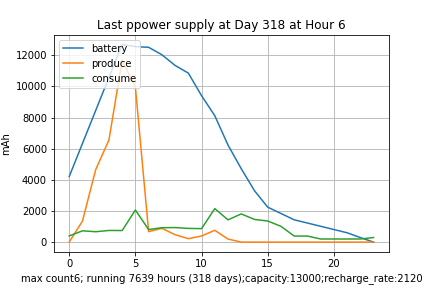 Last ppower supply at Day 318 at Hour 6
battery
produce
consume
12000
10000
8000
6000
4000
2000
0
mAh
0 5 10 15 20
max count6; running 7639 hours (318 days);capacity:13000;recharge_rate:2120